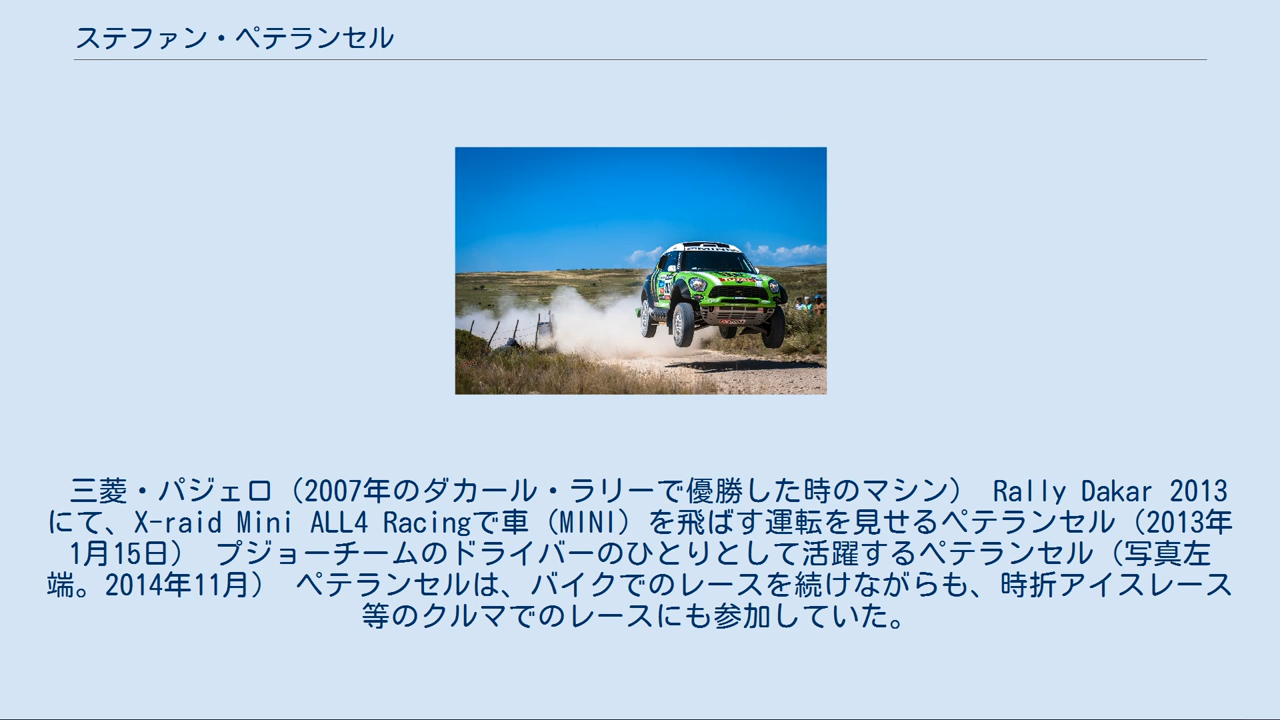 ステファン・ペテランセル
MINI
三菱・パジェロ（2007年のダカール・ラリーで優勝した時のマシン） Rally Dakar 2013
にて、X-raid Mini ALL4 Racingで車（MINI）を飛ばす運転を見せるペテランセル（2013年
1月15日） プジョーチームのドライバーのひとりとして活躍するペテランセル（写真左
端。2014年11月） ペテランセルは、バイクでのレースを続けながらも、時折アイスレース
等のクルマでのレースにも参加していた。